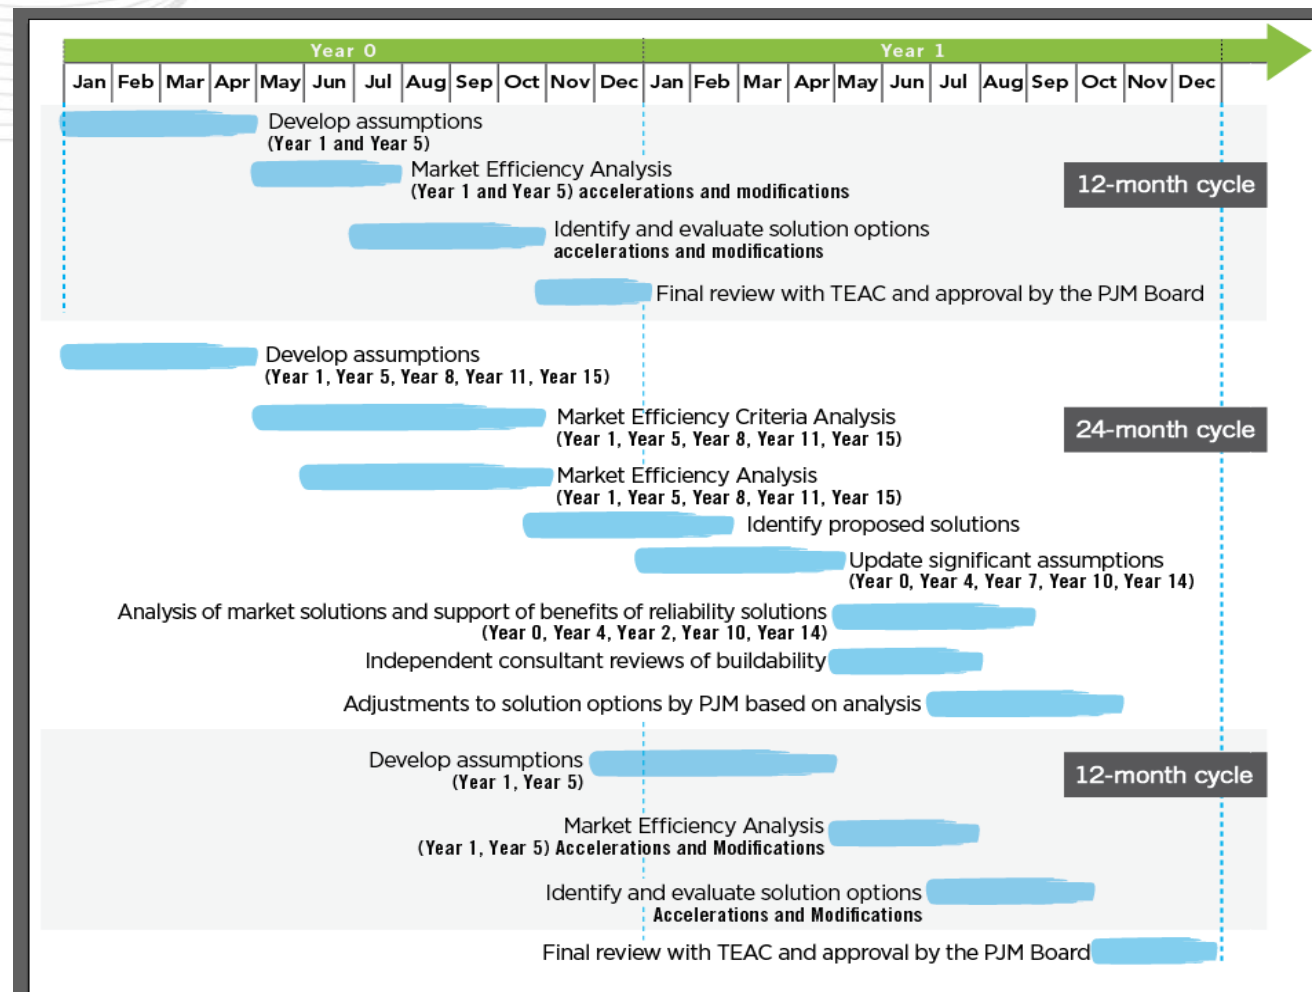 Year 0 Year 1
Jan Feb Mar Apr May Jun Jul Aug Sep Oct Nov Dec Jan Feb Mar Apr May Jun Jul Aug Sep Oct Nov Dec
Develop assumptions
(Year 1 and Year 5)
Market Efficiency Analysis
(Year 1 and Year 5) accelerations and modifications
12-month cycle
Identify and evaluate solution options
accelerations and modifications
Final review with TEAC and approval by the PJM Board
Develop assumptions
(Year 1, Year 5, Year 8, Year 11, Year 15)
Market Efficiency Criteria Analysis
(Year 1, Year 5, Year 8, Year 11, Year 15)
24-month cycle
Market Efficiency Analysis
(Year 1, Year 5, Year 8, Year 11, Year 15)
Identify proposed solutions
Update significant assumptions
(Year 0, Year 4, Year 7, Year 10, Year 14)
Analysis of market solutions and support of benefits of reliability solutions
(Year 0, Year 4, Year 2, Year 10, Year 14)
Independent consultant reviews of buildability
Adjustments to solution options by PJM based on analysis
Develop assumptions
(Year 1, Year 5)
12-month cycle
Market Efficiency Analysis
(Year 1, Year 5) Accelerations and Modifications
Identify and evaluate solution options
Accelerations and Modifications
Final review with TEAC and approval by the PJM Board